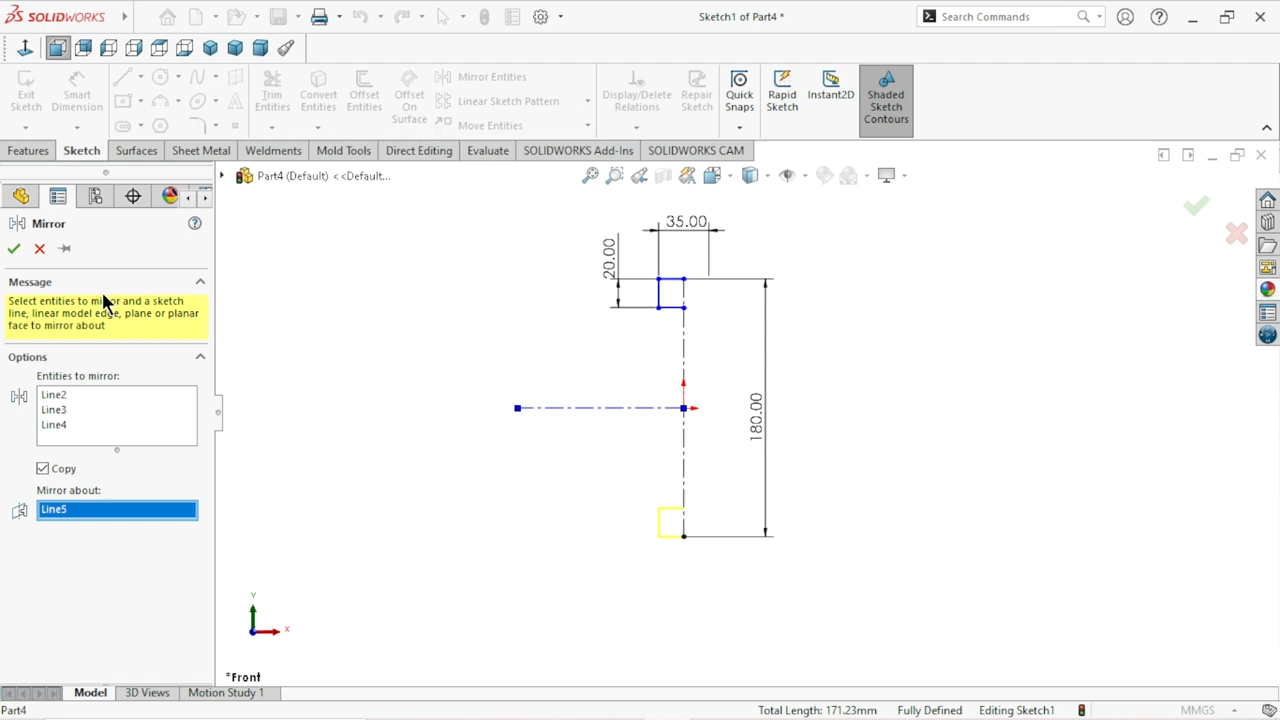 SOLIDWORKS
Sketch1 of Part4 *
Search Commands
Exit Sketch
Smart Dimension
Trim Entities
Convert Entities
Offset Entities
Offset On Surface
Mirror Entities
Linear Sketch Pattern
Move Entities
Display/Delete Relations
Repair Sketch
Quick Snaps
Rapid Sketch
Instant2D
Shaded Sketch Contours
Features
Sketch
Surfaces
Sheet Metal
Weldments
Mold Tools
Direct Editing
Evaluate
SOLIDWORKS Add-Ins
SOLIDWORKS CAM
Part4 (Default) <<Default...
Mirror
Message
Select entities to mirror and a sketch
line, linear model edge, plane or planar
face to mirror about
Options
Entities to mirror:
Line2
Line3
Line4
Copy
Mirror about:
Line5
35.00
20.00
180.00
Y
X
*Front
Model
3D Views
Motion Study 1
Part4
Total Length: 171.23mm
Fully Defined
Editing Sketch1
MMGS